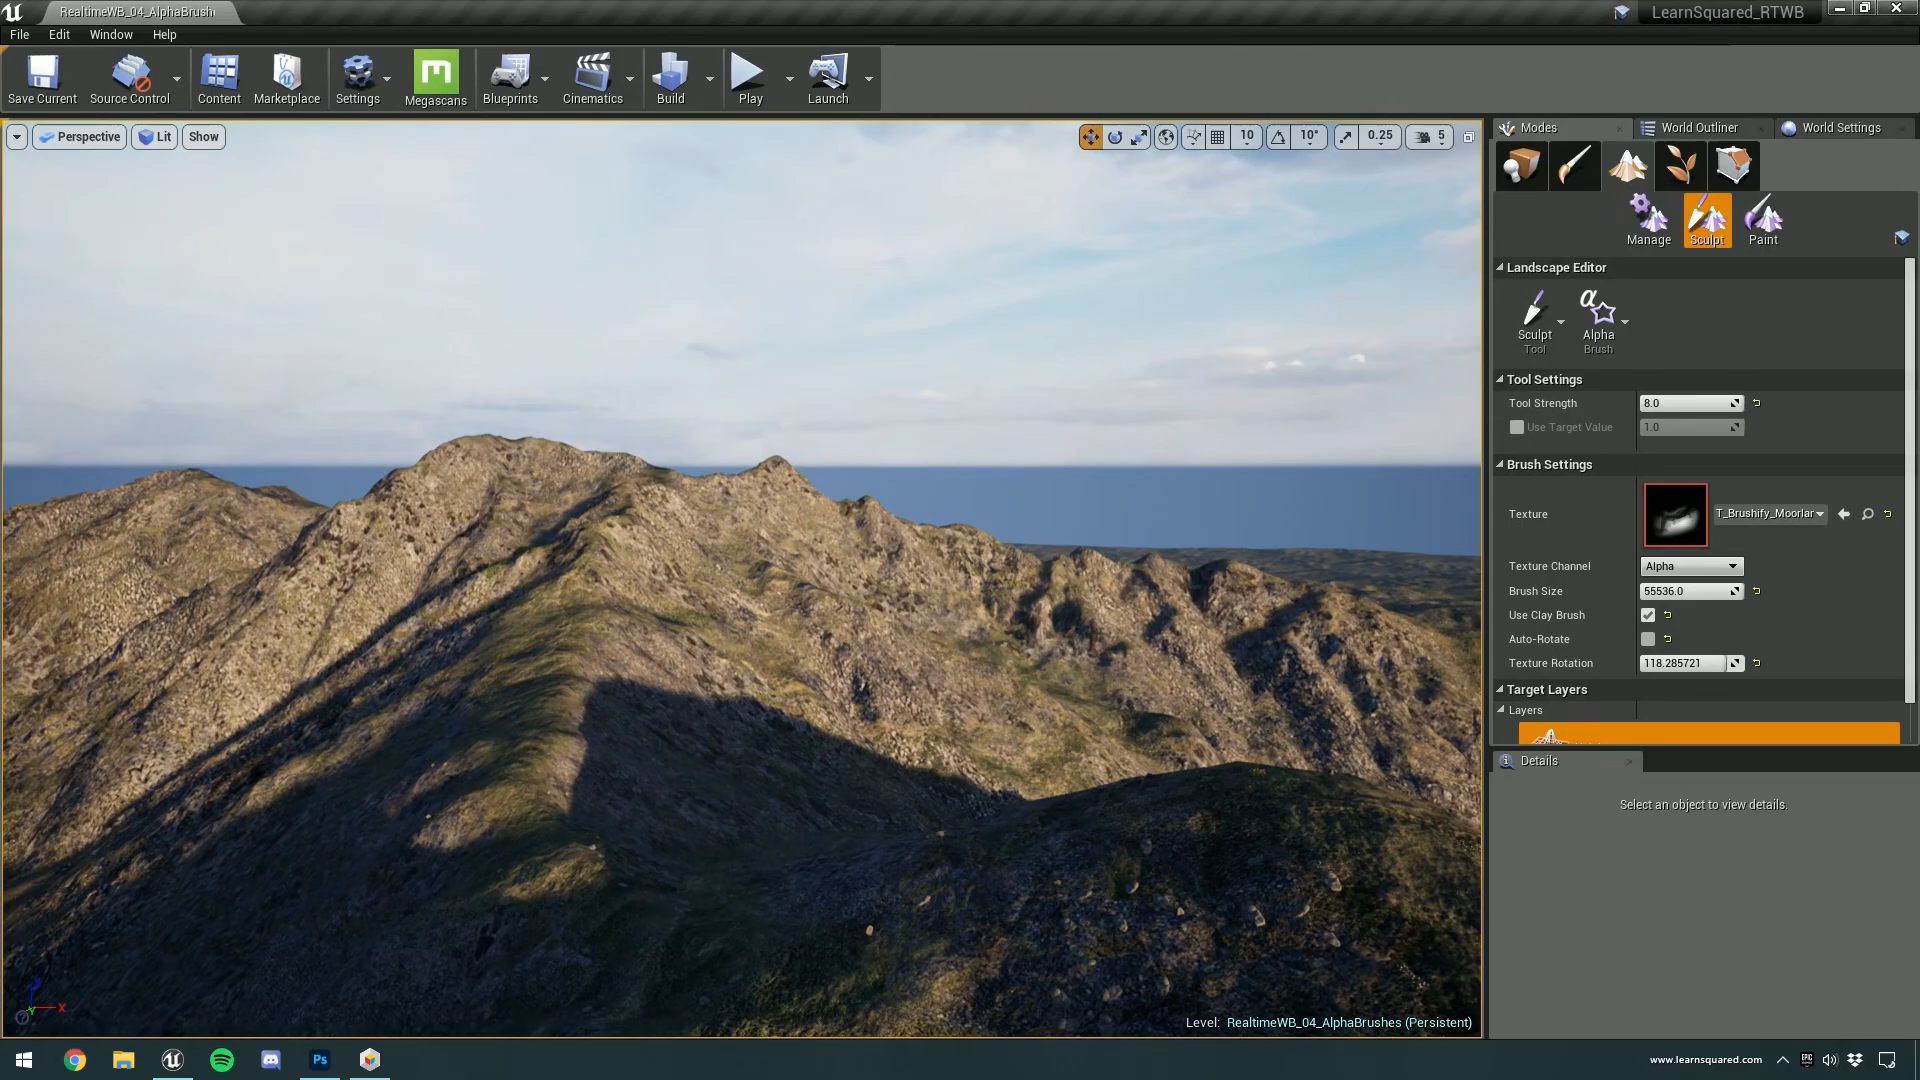 RealtimeWB_04_AlphaBrush
LearnSquared_RTWB
File Edit Window Help
Save Current Source Control Content Marketplace Settings Megascans Blueprints Cinematics Build Play Launch
Perspective Lit Show
10 10° 0.25 5
Modes World Outliner World Settings
Manage Sculpt Paint
Landscape Editor
α
Sculpt Alpha
Tool Brush
Tool Settings
Tool Strength 8.0
Use Target Value 1.0
Brush Settings
Texture T_Brushify_Moorlar
Texture Channel Alpha
Brush Size 55536.0
Use Clay Brush
Auto-Rotate
Texture Rotation 118.285721
Target Layers
Layers
Details
Select an object to view details.
X
Level: RealtimeWB_04_AlphaBrushes (Persistent)
Ps
www.learnsquared.com
EPIC